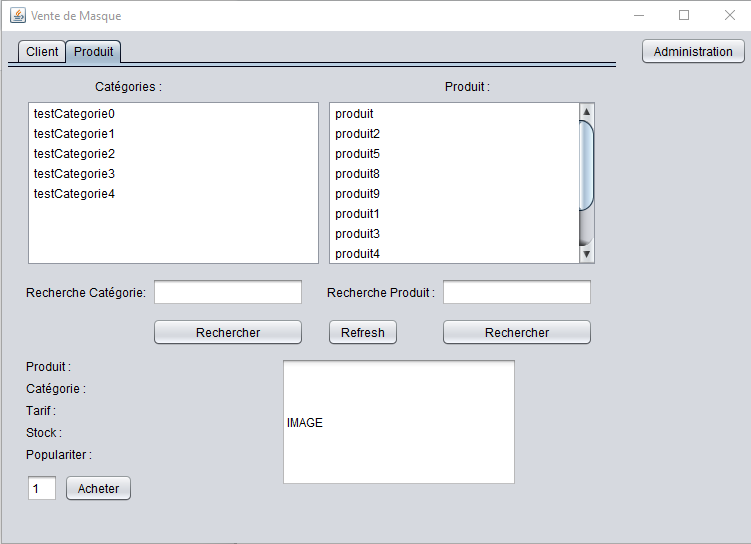 Vente de Masque
Client Produit Administration
Catégories : Produit :
testCategorie0
testCategorie1
testCategorie2
testCategorie3
testCategorie4
produit
produit2
produit5
produit8
produit9
produit1
produit3
produit4
Recherche Catégorie: Recherche Produit :
Rechercher Refresh Rechercher
Produit :
Catégorie :
Tarif :
Stock :
Populariter :
IMAGE
1 Acheter